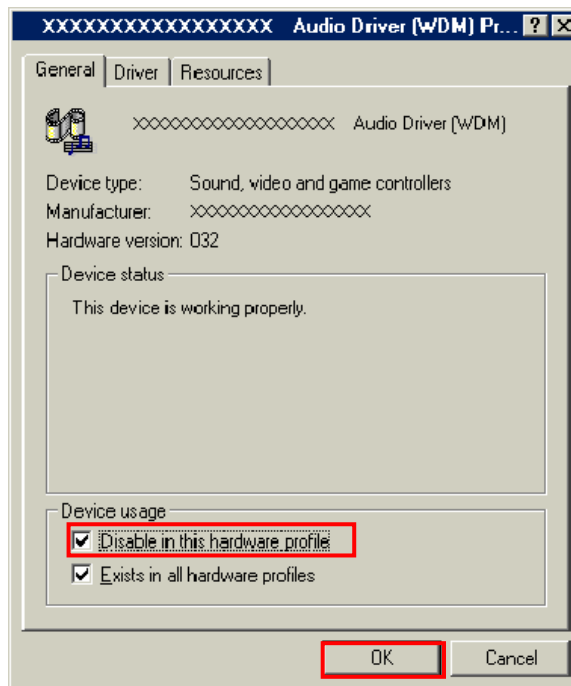 XXXXXXXXXXXXXXXXX Audio Driver (WDM) Pr... ? X
General Driver Resources
XXXXXXXXXXXXXXXXXXX Audio Driver (WDM)
Device type: Sound, video and game controllers
Manufacturer: XXXXXXXXXXXXXXXXX
Hardware version: 032
Device status
This device is working properly.
Device usage
Disable in this hardware profile
Exists in all hardware profiles
OK Cancel